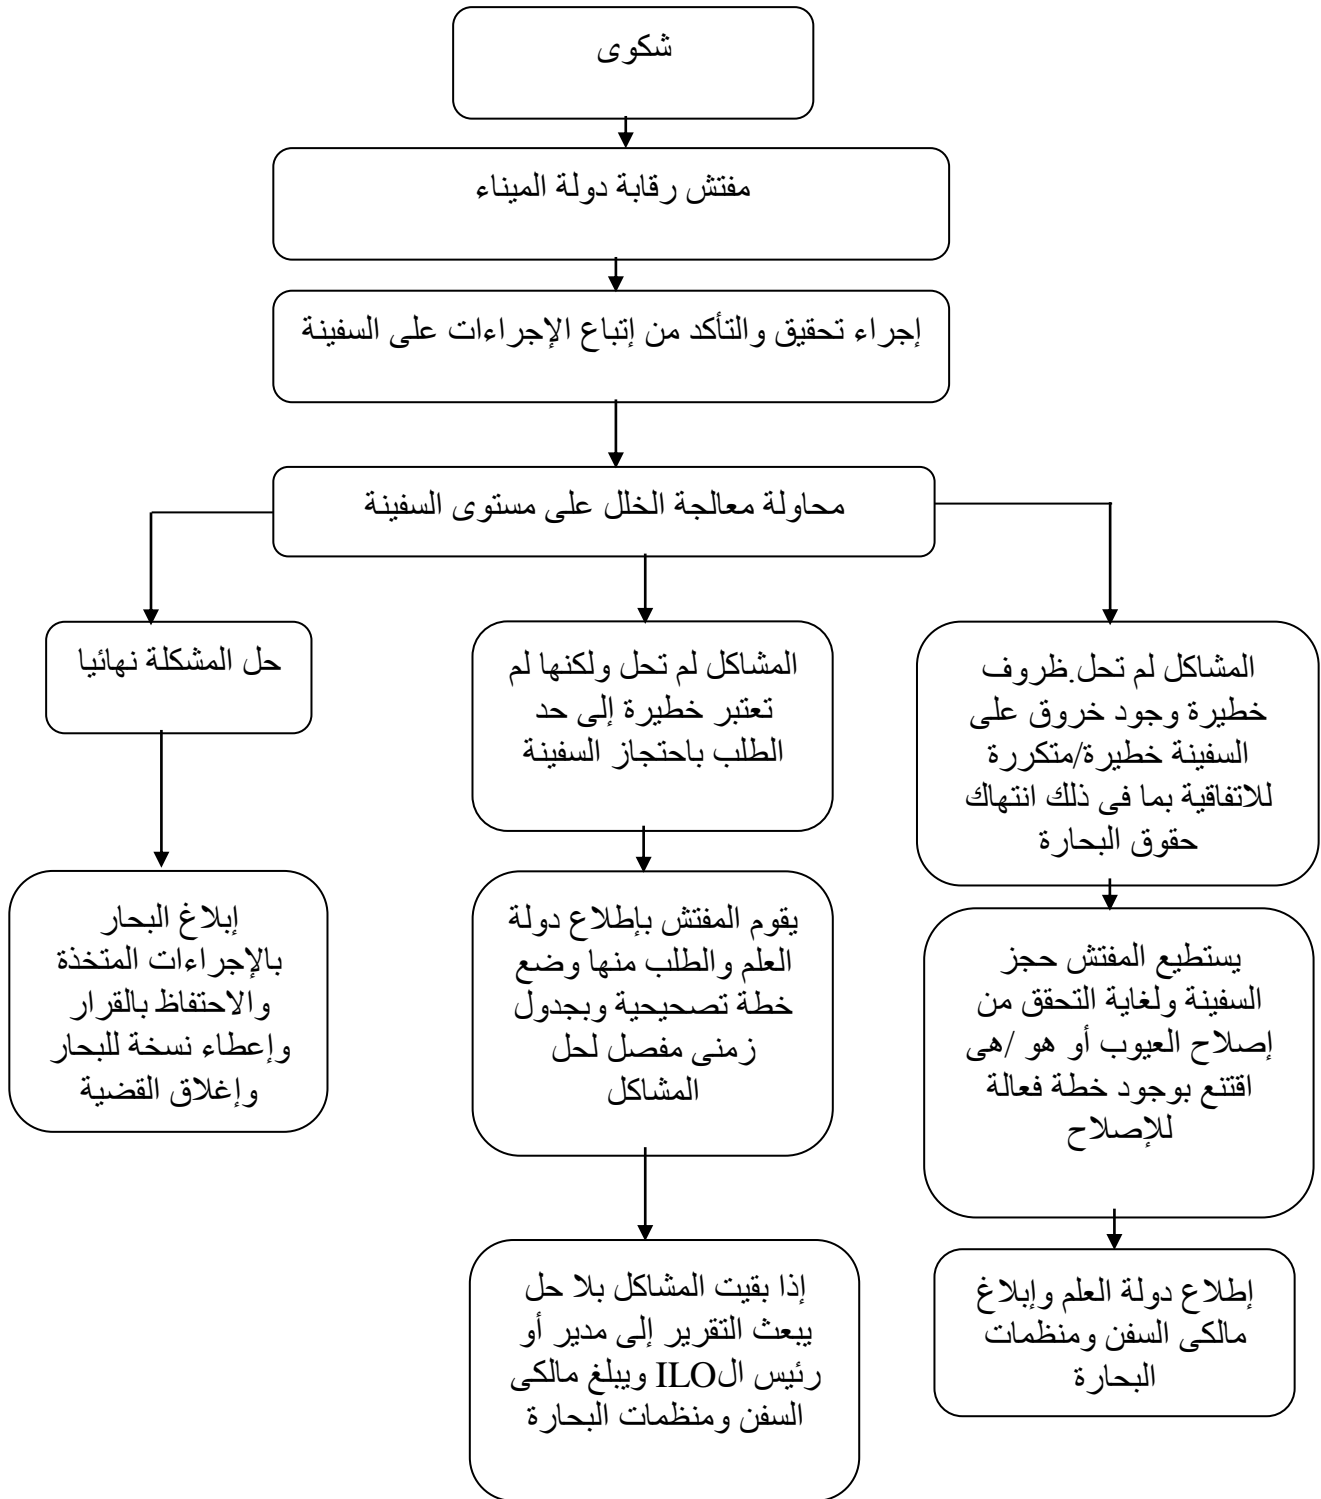 شكوى
مفتش رقابة دولة الميناء
إجراء تحقيق والتأكد من إتباع الإجراءات على السفينة
محاولة معالجة الخلل على مستوى السفينة
المشاكل لم تحل.ظروف
خطيرة وجود خروق على
السفينة خطيرة/متكررة
للاتفاقية بما فى ذلك انتهاك
حقوق البحارة
المشاكل لم تحل ولكنها لم
تعتبر خطيرة إلى حد
الطلب باحتجاز السفينة
حل المشكلة نهائيا
يستطيع المفتش حجز
السفينة ولغاية التحقق من
إصلاح العيوب أو هو /هى
اقتنع بوجود خطة فعالة
للإصلاح
يقوم المفتش بإطلاع دولة
العلم والطلب منها وضع
خطة تصحيحية وبجدول
زمنى مفصل لحل
المشاكل
إبلاغ البحار
بالإجراءات المتخذة
والاحتفاظ بالقرار
وإعطاء نسخة للبحار
وإغلاق القضية
إطلاع دولة العلم وإبلاغ
مالكى السفن ومنظمات
البحارة
إذا بقيت المشاكل بلا حل
يبعث التقرير إلى مدير أو
رئيس الILO ويبلغ مالكى
السفن ومنظمات البحارة